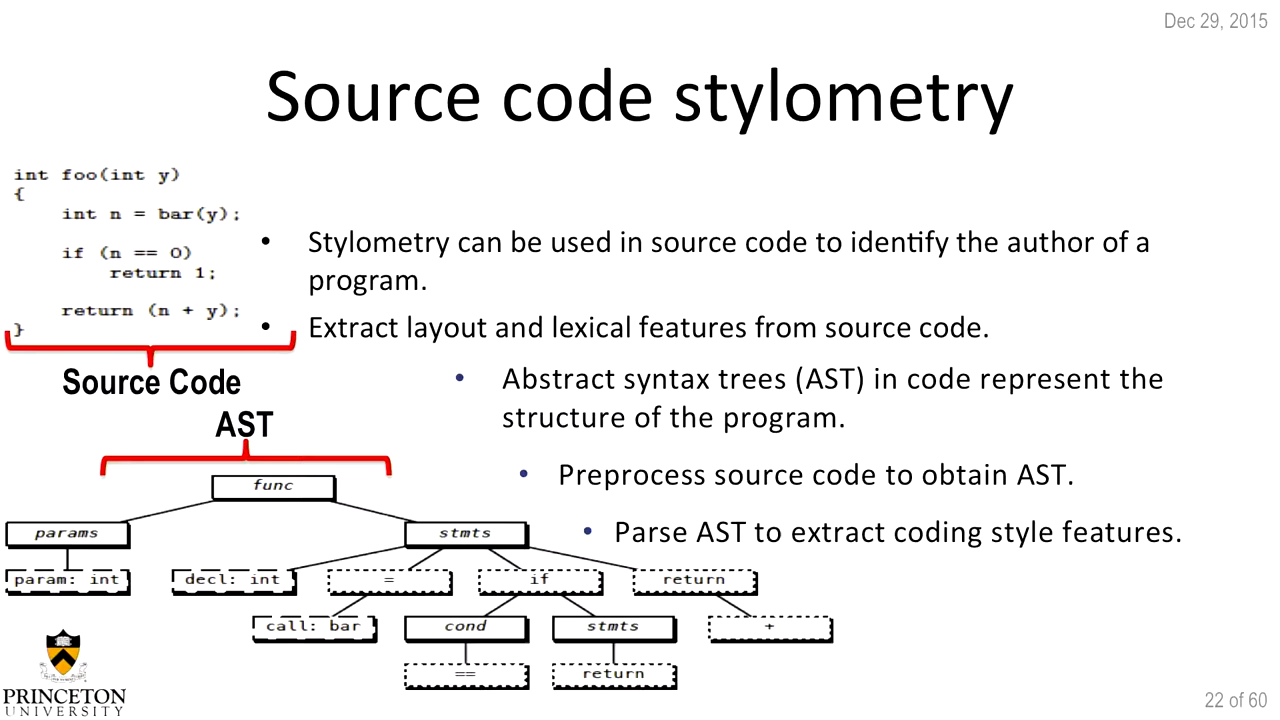 Dec 29, 2015
Source code stylometry
int foo(int y)
{
int n = bar(y);
if (n == 0)
return 1;
return (n + y);
}
• Stylometry can be used in source code to identify the author of a
program.
• Extract layout and lexical features from source code.
Source Code
• Abstract syntax trees (AST) in code represent the
structure of the program.
AST
• Preprocess source code to obtain AST.
• Parse AST to extract coding style features.
func
params stmts
param: int decl: int = if return
call: bar cond stmts +
== return
PRINCETON
UNIVERSITY
22 of 60